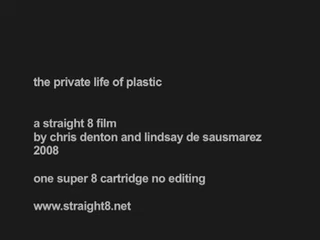 the private life of plastic
a straight 8 film
by chris denton and lindsay de sausmarez
2008
one super 8 cartridge no editing
www.straight8.net